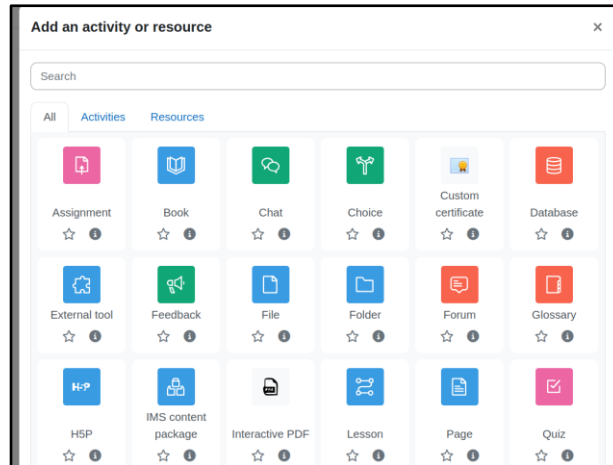 Add an activity or resource
×
Search
All Activities Resources
Assignment Book Chat Choice Custom certificate Database
External tool Feedback File Folder Forum Glossary
H-P
H5P IMS content package Interactive PDF Lesson Page Quiz